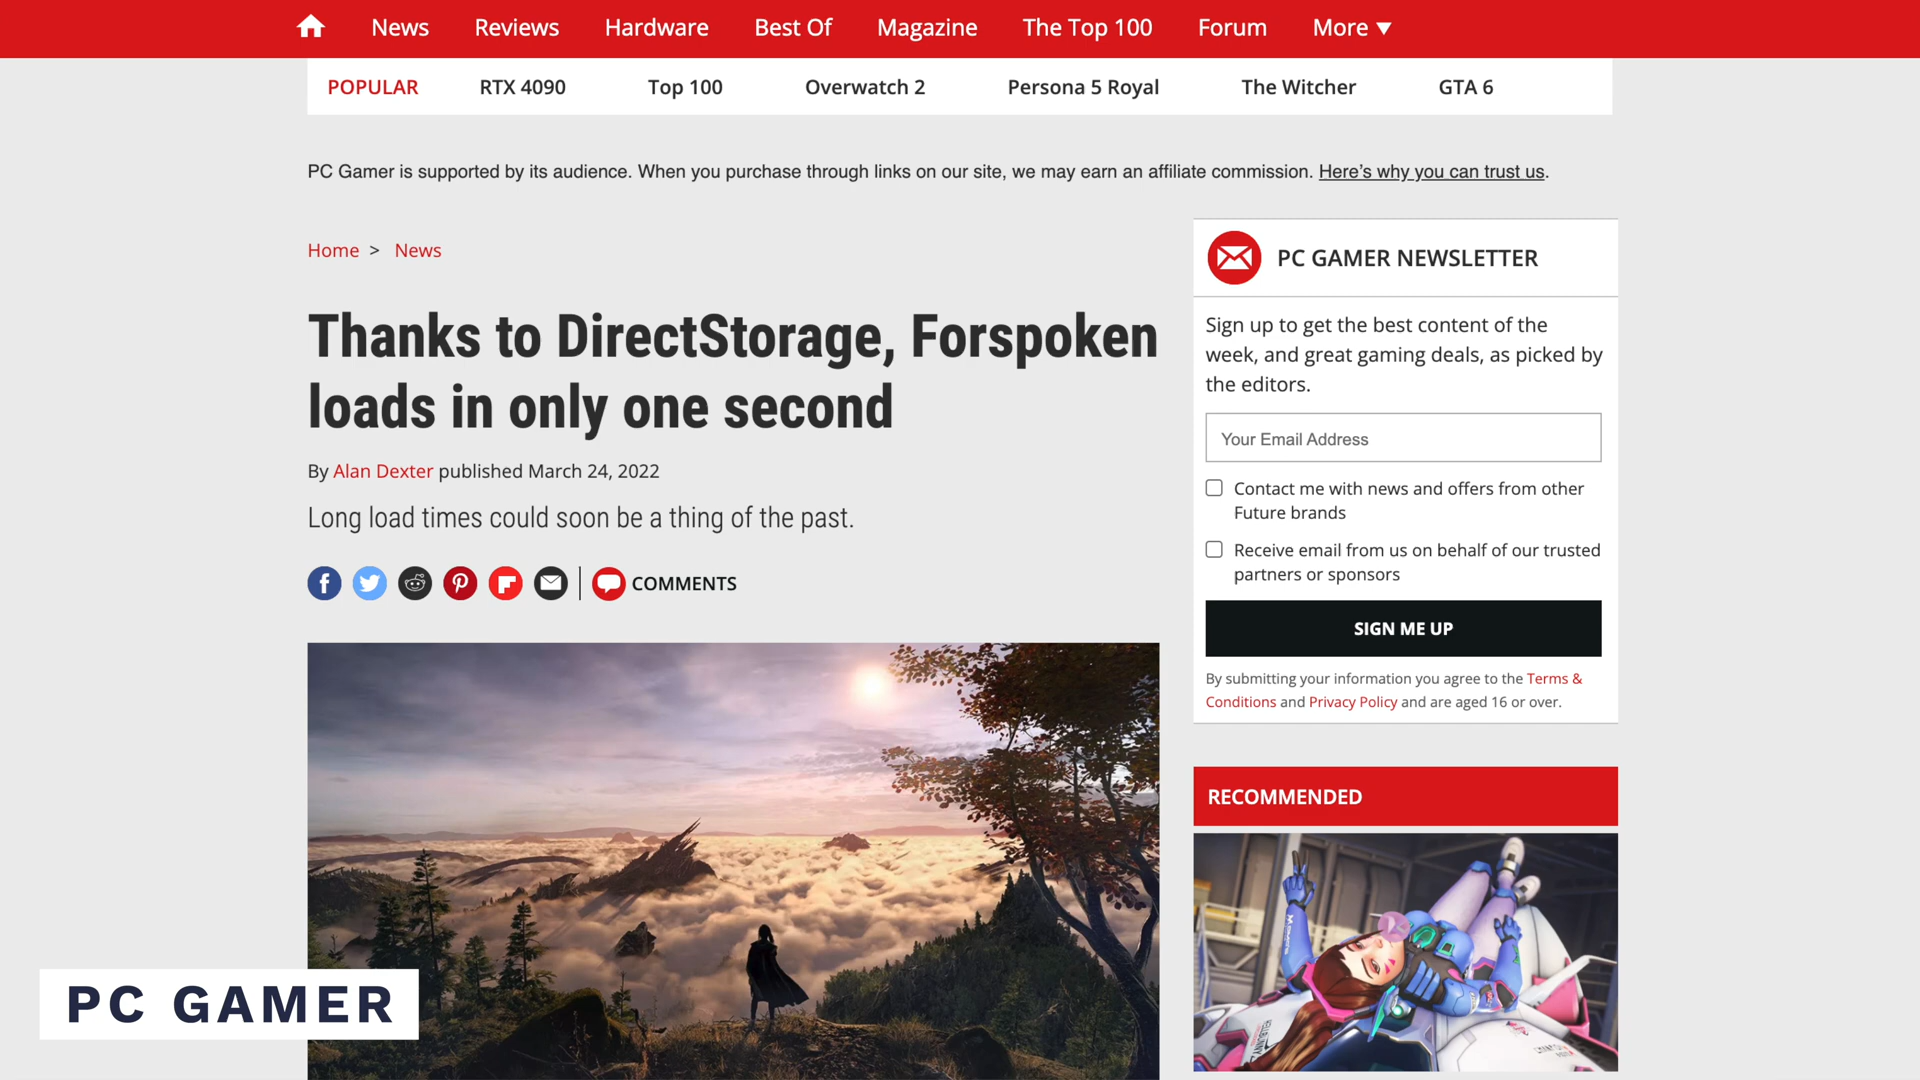 News Reviews Hardware Best Of Magazine The Top 100 Forum More
POPULAR RTX 4090 Top 100 Overwatch 2 Persona 5 Royal The Witcher GTA 6
PC Gamer is supported by its audience. When you purchase through links on our site, we may earn an affiliate commission. Here’s why you can trust us.
Home > News
Thanks to DirectStorage, Forspoken
loads in only one second
By Alan Dexter published March 24, 2022
Long load times could soon be a thing of the past.
COMMENTS
PC GAMER NEWSLETTER
Sign up to get the best content of the
week, and great gaming deals, as picked by
the editors.
Your Email Address
Contact me with news and offers from other
Future brands
Receive email from us on behalf of our trusted
partners or sponsors
SIGN ME UP
By submitting your information you agree to the Terms &
Conditions and Privacy Policy and are aged 16 or over.
RECOMMENDED
PC GAMER